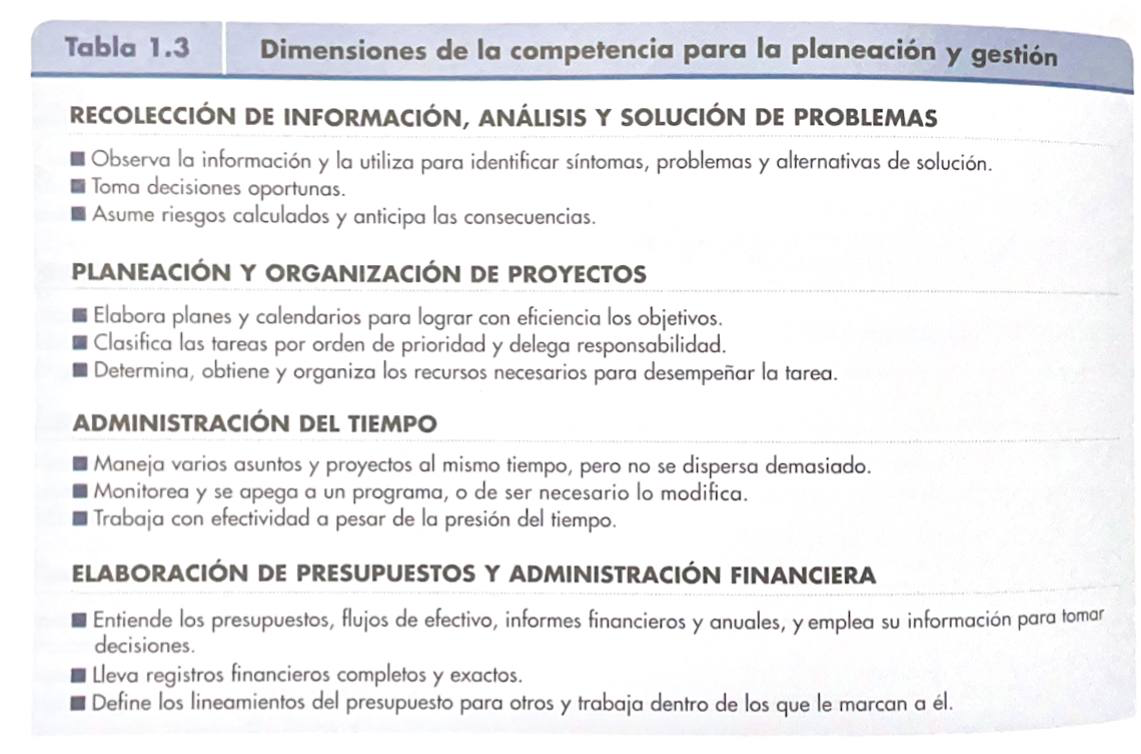 Tabla 1.3 Dimensiones de la competencia para la planeación y gestión
RECOLECCIÓN DE INFORMACIÓN, ANÁLISIS Y SOLUCIÓN DE PROBLEMAS
■ Observa la información y la utiliza para identificar síntomas, problemas y alternativas de solución.
■ Toma decisiones oportunas.
■ Asume riesgos calculados y anticipa las consecuencias.
PLANEACIÓN Y ORGANIZACIÓN DE PROYECTOS
■ Elabora planes y calendarios para lograr con eficiencia los objetivos.
■ Clasifica las tareas por orden de prioridad y delega responsabilidad.
■ Determina, obtiene y organiza los recursos necesarios para desempeñar la tarea.
ADMINISTRACIÓN DEL TIEMPO
■ Maneja varios asuntos y proyectos al mismo tiempo, pero no se dispersa demasiado.
■ Monitorea y se apega a un programa, o de ser necesario lo modifica.
■ Trabaja con efectividad a pesar de la presión del tiempo.
ELABORACIÓN DE PRESUPUESTOS Y ADMINISTRACIÓN FINANCIERA
■ Entiende los presupuestos, flujos de efectivo, informes financieros y anuales, y emplea su información para tomar
decisiones.
■ Lleva registros financieros completos y exactos.
■ Define los lineamientos del presupuesto para otros y trabaja dentro de los que le marcan a él.